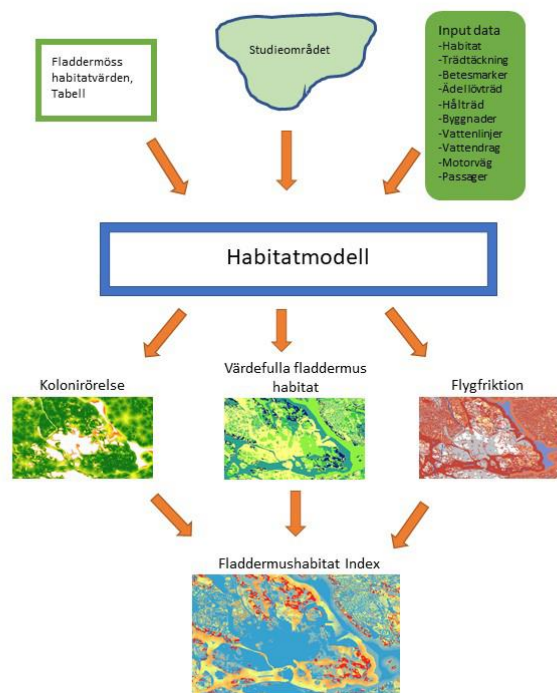 Fladdermöss
habitatvärden,
Tabell
Studieområdet
Input data
-Habitat
-Trädtäckning
-Betesmarker
-Ädellövträd
-Hålträd
-Byggnader
-Vattenlinjer
-Vattendrag
-Motorväg
-Passager
Habitatmodell
Kolonirörelse
Värdefulla fladdermus
habitat
Flygfriktion
Fladdermushabitat Index